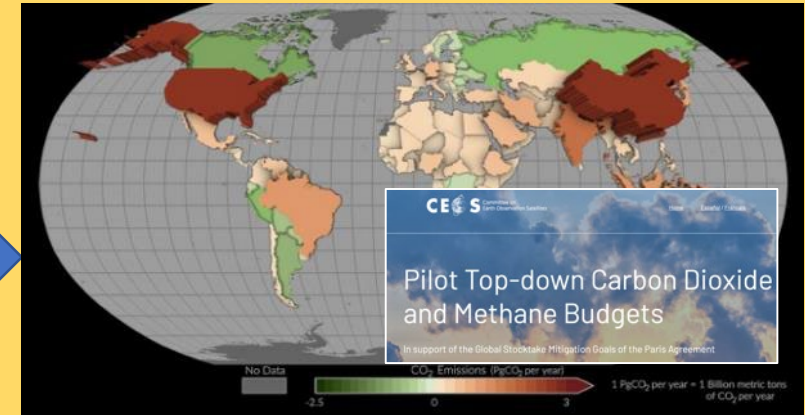 CEOS Committee on
Earth Observation Satellites
Home Español / Français
Pilot Top-down Carbon Dioxide
and Methane Budgets
In support of the Global Stocktake Mitigation Goals of the Paris Agreement
No Data
CO₂ Emissions (PgCO₂ per year)
-2.5 0 3
1 PgCO₂ per year = 1 Billion metric tons
of CO₂ per year